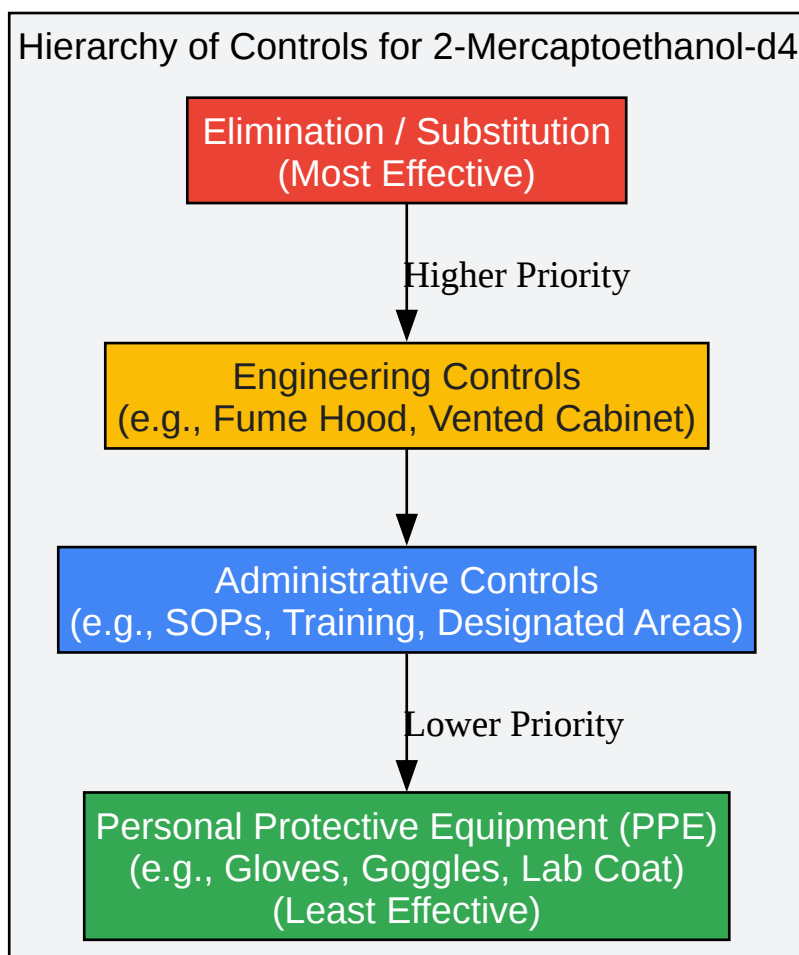 Hierarchy of Controls for 2-Mercaptoethanol-d4
Elimination / Substitution
(Most Effective)
Higher Priority
Engineering Controls
(e.g., Fume Hood, Vented Cabinet)
Administrative Controls
(e.g., SOPs, Training, Designated Areas)
Lower Priority
Personal Protective Equipment (PPE)
(e.g., Gloves, Goggles, Lab Coat)
(Least Effective)